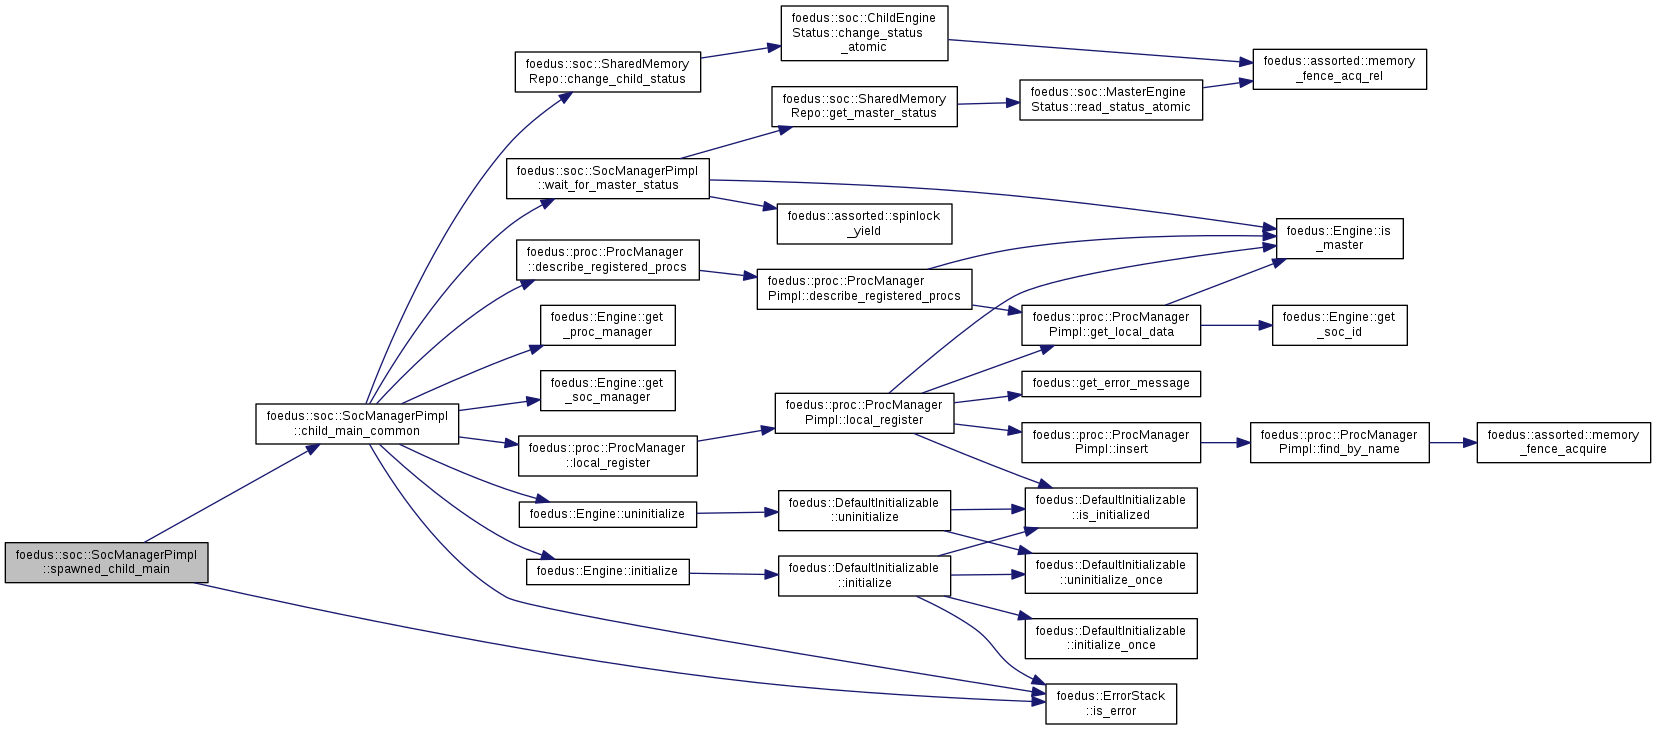 foedus::soc::SocManagerPimpl
::spawned_child_main
foedus::soc::SocManagerPimpl
::child_main_common
foedus::soc::SharedMemory
Repo::change_child_status
foedus::soc::SocManagerPimpl
::wait_for_master_status
foedus::proc::ProcManager
::describe_registered_procs
foedus::Engine::get
_proc_manager
foedus::Engine::get
_soc_manager
foedus::proc::ProcManager
::local_register
foedus::Engine::uninitialize
foedus::Engine::initialize
foedus::soc::ChildEngine
Status::change_status
_atomic
foedus::soc::SharedMemory
Repo::get_master_status
foedus::assorted::spinlock
_yield
foedus::proc::ProcManager
Pimpl::describe_registered_procs
foedus::proc::ProcManager
Pimpl::local_register
foedus::DefaultInitializable
::uninitialize
foedus::DefaultInitializable
::initialize
foedus::soc::MasterEngine
Status::read_status_atomic
foedus::proc::ProcManager
Pimpl::get_local_data
foedus::get_error_message
foedus::proc::ProcManager
Pimpl::insert
foedus::DefaultInitializable
::is_initialized
foedus::DefaultInitializable
::uninitialize_once
foedus::DefaultInitializable
::initialize_once
foedus::ErrorStack
::is_error
foedus::assorted::memory
_fence_acq_rel
foedus::Engine::is
_master
foedus::Engine::get
_soc_id
foedus::proc::ProcManager
Pimpl::find_by_name
foedus::assorted::memory
_fence_acquire